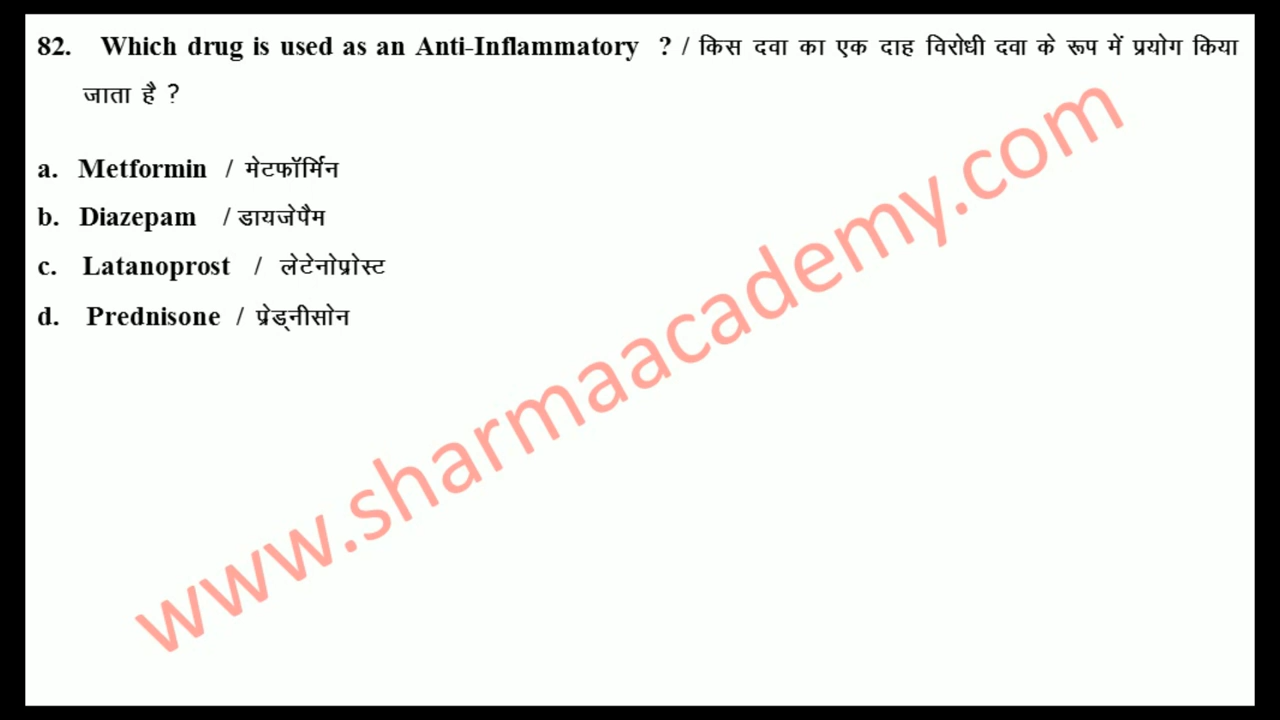 82. Which drug is used as an Anti-Inflammatory ? / किस दवा का एक दाह विरोधी दवा के रूप में प्रयोग किया
जाता है ?
a. Metformin / मेटफॉर्मिन
b. Diazepam / डायजेपैम
c. Latanoprost / लेटेनोप्रोस्ट
d. Prednisone / प्रेड्नीसोन
www.sharmaacademy.com